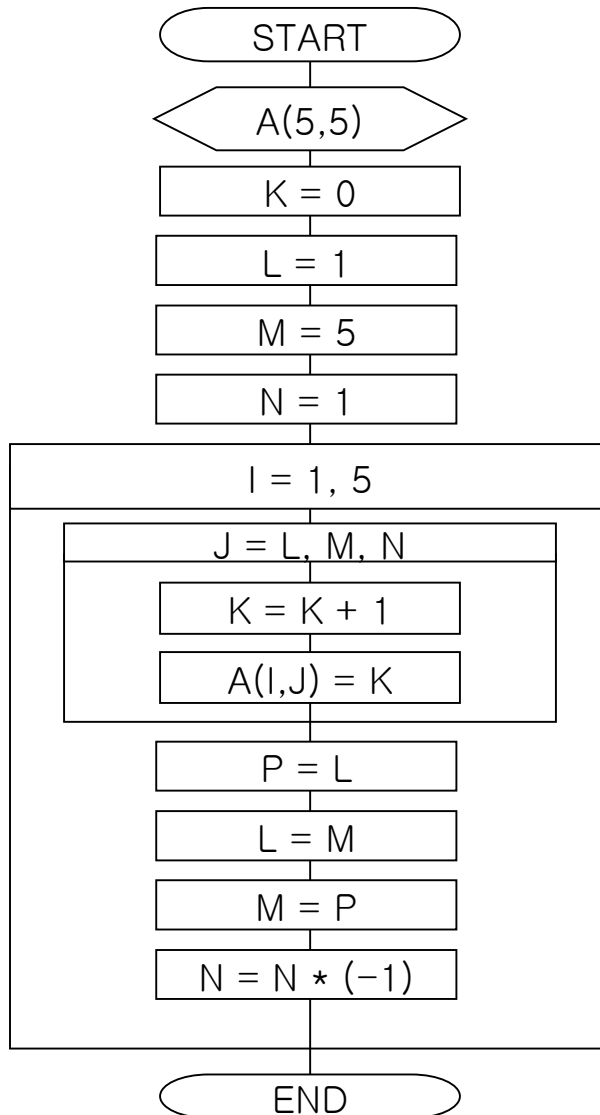 START
A(5,5)
K = 0
L = 1
M = 5
N = 1
I = 1, 5
J = L, M, N
K = K + 1
A(I,J) = K
P = L
L = M
M = P
N = N * (-1)
END